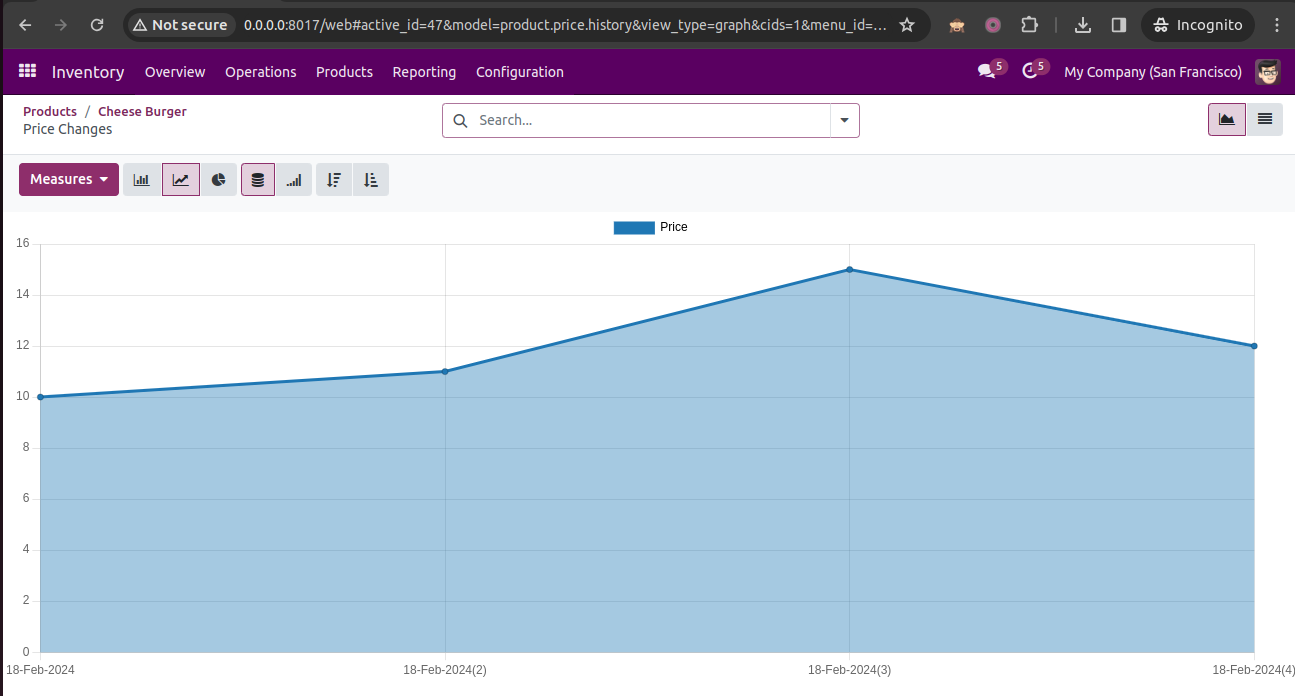 Not secure 0.0.0.0:8017/web#active_id=47&model=product.price.history&view_type=graph&cids=1&menu_id=... Incognito
Inventory Overview Operations Products Reporting Configuration 5 5 My Company (San Francisco)
Products / Cheese Burger
Price Changes
Search...
Measures
Price
16
14
12
10
8
6
4
2
0
18-Feb-2024 18-Feb-2024(2) 18-Feb-2024(3) 18-Feb-2024(4)